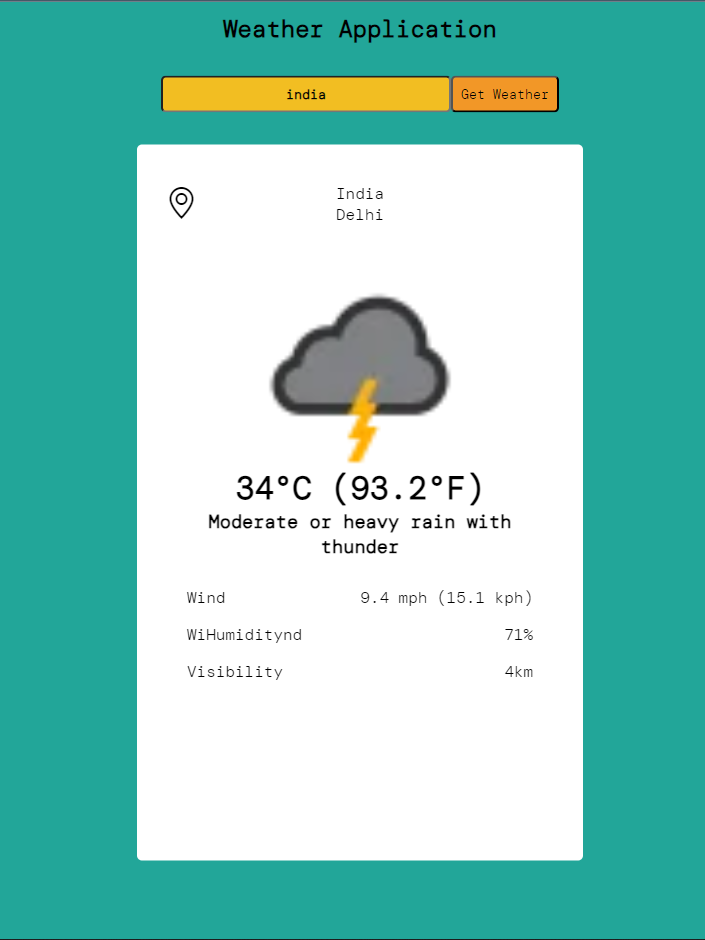 Weather Application
india
Get Weather
India
Delhi
34°C (93.2°F)
Moderate or heavy rain with
thunder
Wind 9.4 mph (15.1 kph)
WiHumiditynd 71%
Visibility 4km